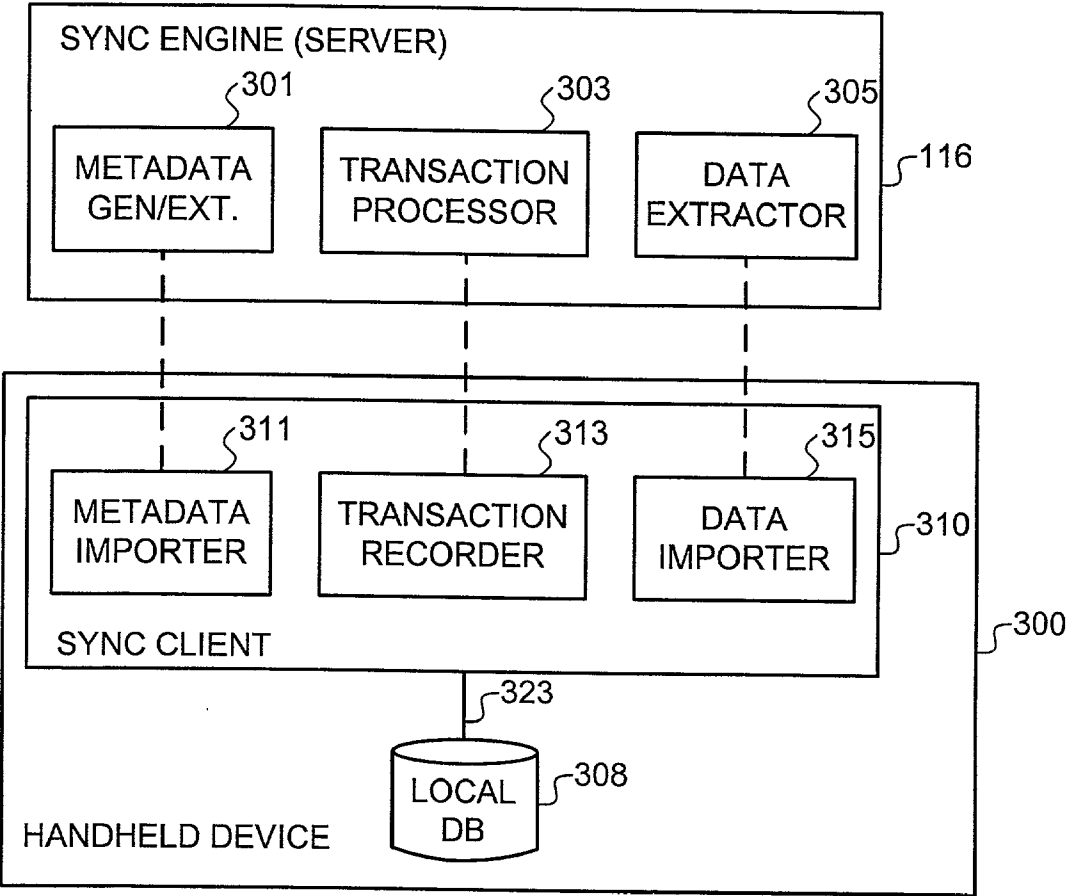 SYNC ENGINE (SERVER)
301
303
305
116
METADATA
GEN/EXT.
TRANSACTION
PROCESSOR
DATA
EXTRACTOR
311
313
315
METADATA
IMPORTER
TRANSACTION
RECORDER
DATA
IMPORTER
310
SYNC CLIENT
300
323
LOCAL
DB
308
HANDHELD DEVICE